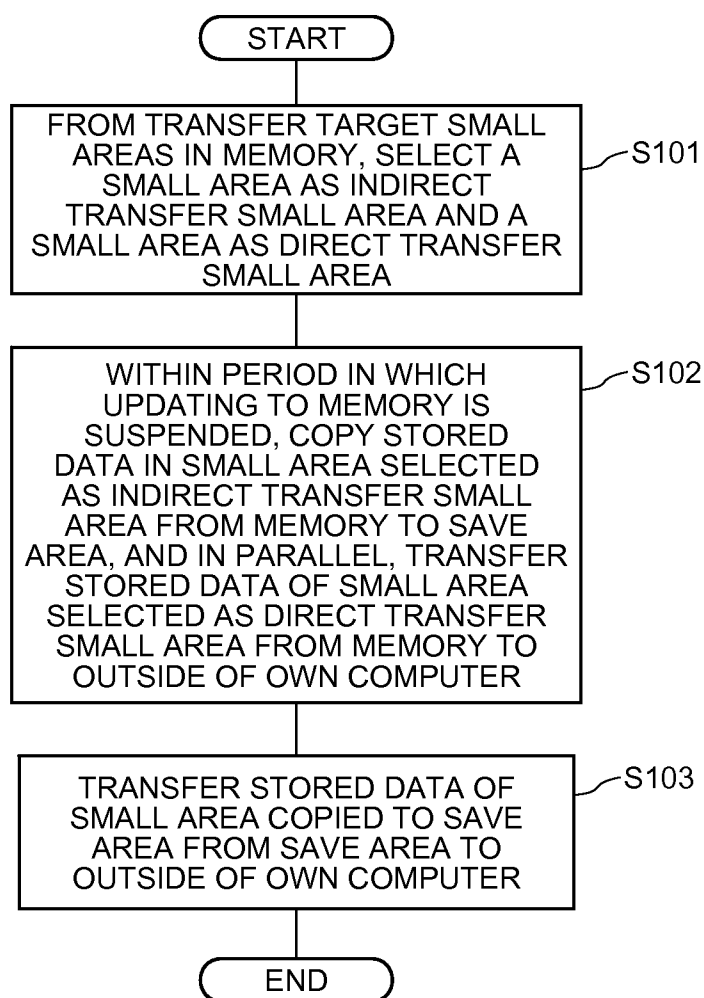 START
FROM TRANSFER TARGET SMALL
AREAS IN MEMORY, SELECT A
SMALL AREA AS INDIRECT
TRANSFER SMALL AREA AND A
SMALL AREA AS DIRECT TRANSFER
SMALL AREA
S101
WITHIN PERIOD IN WHICH
UPDATING TO MEMORY IS
SUSPENDED, COPY STORED
DATA IN SMALL AREA SELECTED
AS INDIRECT TRANSFER SMALL
AREA FROM MEMORY TO SAVE
AREA, AND IN PARALLEL, TRANSFER
STORED DATA OF SMALL AREA
SELECTED AS DIRECT TRANSFER
SMALL AREA FROM MEMORY TO
OUTSIDE OF OWN COMPUTER
S102
TRANSFER STORED DATA OF
SMALL AREA COPIED TO SAVE
AREA FROM SAVE AREA TO
OUTSIDE OF OWN COMPUTER
S103
END